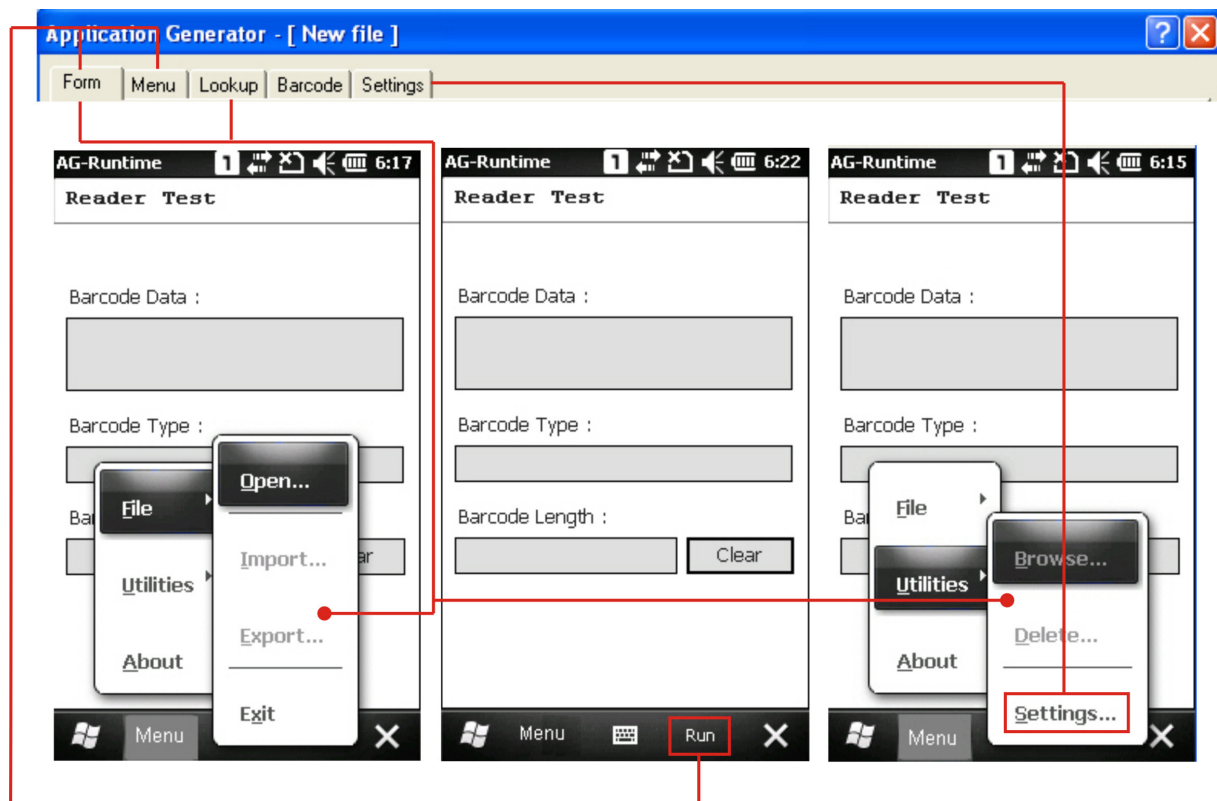 Application Generator - [ New file ]
Form Menu Lookup Barcode Settings
AG-Runtime 1 6:17
Reader Test
Barcode Data :
Barcode Type :
Bar
ar
File
Utilities
About
Open...
Import...
Export...
Exit
Menu
AG-Runtime 1 6:22
Reader Test
Barcode Data :
Barcode Type :
Barcode Length :
Clear
Menu Run
AG-Runtime 1 6:15
Reader Test
Barcode Data :
Barcode Type :
Bar
File
Utilities
About
Browse...
Delete...
Settings...
Menu